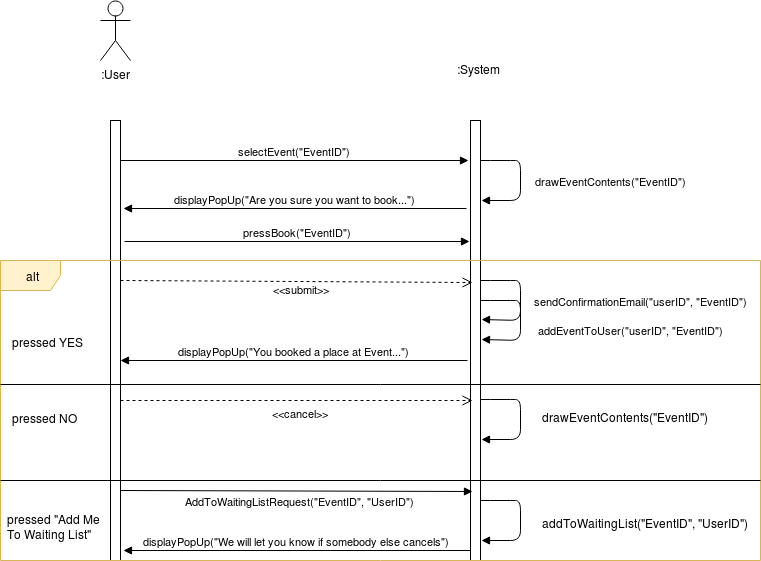 :User
:System
selectEvent("EventID")
drawEventContents("EventID")
displayPopUp("Are you sure you want to book...")
pressBook("EventID")
alt
<<submit>>
sendConfirmationEmail("userID", "EventID")
addEventToUser("userID", "EventID")
pressed YES
displayPopUp("You booked a place at Event...")
pressed NO
<<cancel>>
drawEventContents("EventID")
AddToWaitingListRequest("EventID", "UserID")
pressed "Add Me
To Waiting List"
addToWaitingList("EventID", "UserID")
displayPopUp("We will let you know if somebody else cancels")